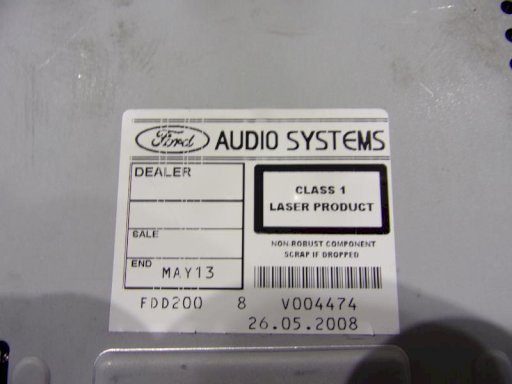 Ford AUDIO SYSTEMS
DEALER
CLASS 1
LASER PRODUCT
SALE
NON-ROBUST COMPONENT
SCRAP IF DROPPED
END MAY13
FDD200 8 V004474
26.05.2008